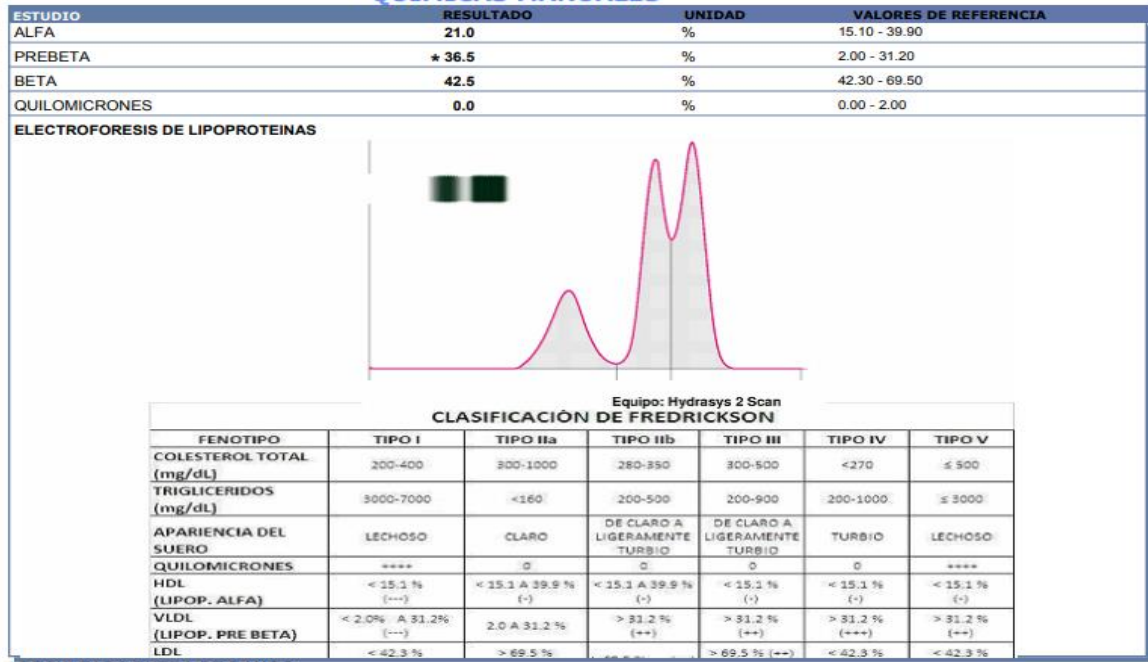 ESTUDIO RESULTADO UNIDAD VALORES DE REFERENCIA
ALFA 21.0 % 15.10 - 39.90
PREBETA * 36.5 % 2.00 - 31.20
BETA 42.5 % 42.30 - 69.50
QUILOMICRONES 0.0 % 0.00 - 2.00
ELECTROFORESIS DE LIPOPROTEINAS
Equipo: Hydrasys 2 Scan
CLASIFICACIÓN DE FREDRICKSON
FENOTIPO TIPO I TIPO IIa TIPO IIb TIPO III TIPO IV TIPO V
COLESTEROL TOTAL (mg/dL) 200-400 300-1000 280-350 300-500 <270 ≤ 500
TRIGLICERIDOS (mg/dL) 3000-7000 <160 200-500 200-900 200-1000 ≤ 3000
APARIENCIA DEL SUERO LECHOSO CLARO DE CLARO A LIGERAMENTE TURBIO DE CLARO A LIGERAMENTE TURBIO TURBIO LECHOSO
QUILOMICRONES ++++ 0 0 0 0 ++++
HDL (LIPOP. ALFA) < 15.1 % (---) < 15.1 A 39.9 % (-) < 15.1 A 39.9 % (-) < 15.1 % (-) < 15.1 % (-) < 15.1 % (-)
VLDL (LIPOP. PRE BETA) < 2.0% A 31.2% (---) 2.0 A 31.2 % > 31.2 % (++) > 31.2 % (++) > 31.2 % (+++) > 31.2 % (++)
LDL < 42.3 % > 69.5 % > 69.5 % (++) < 42.3 % < 42.3 %